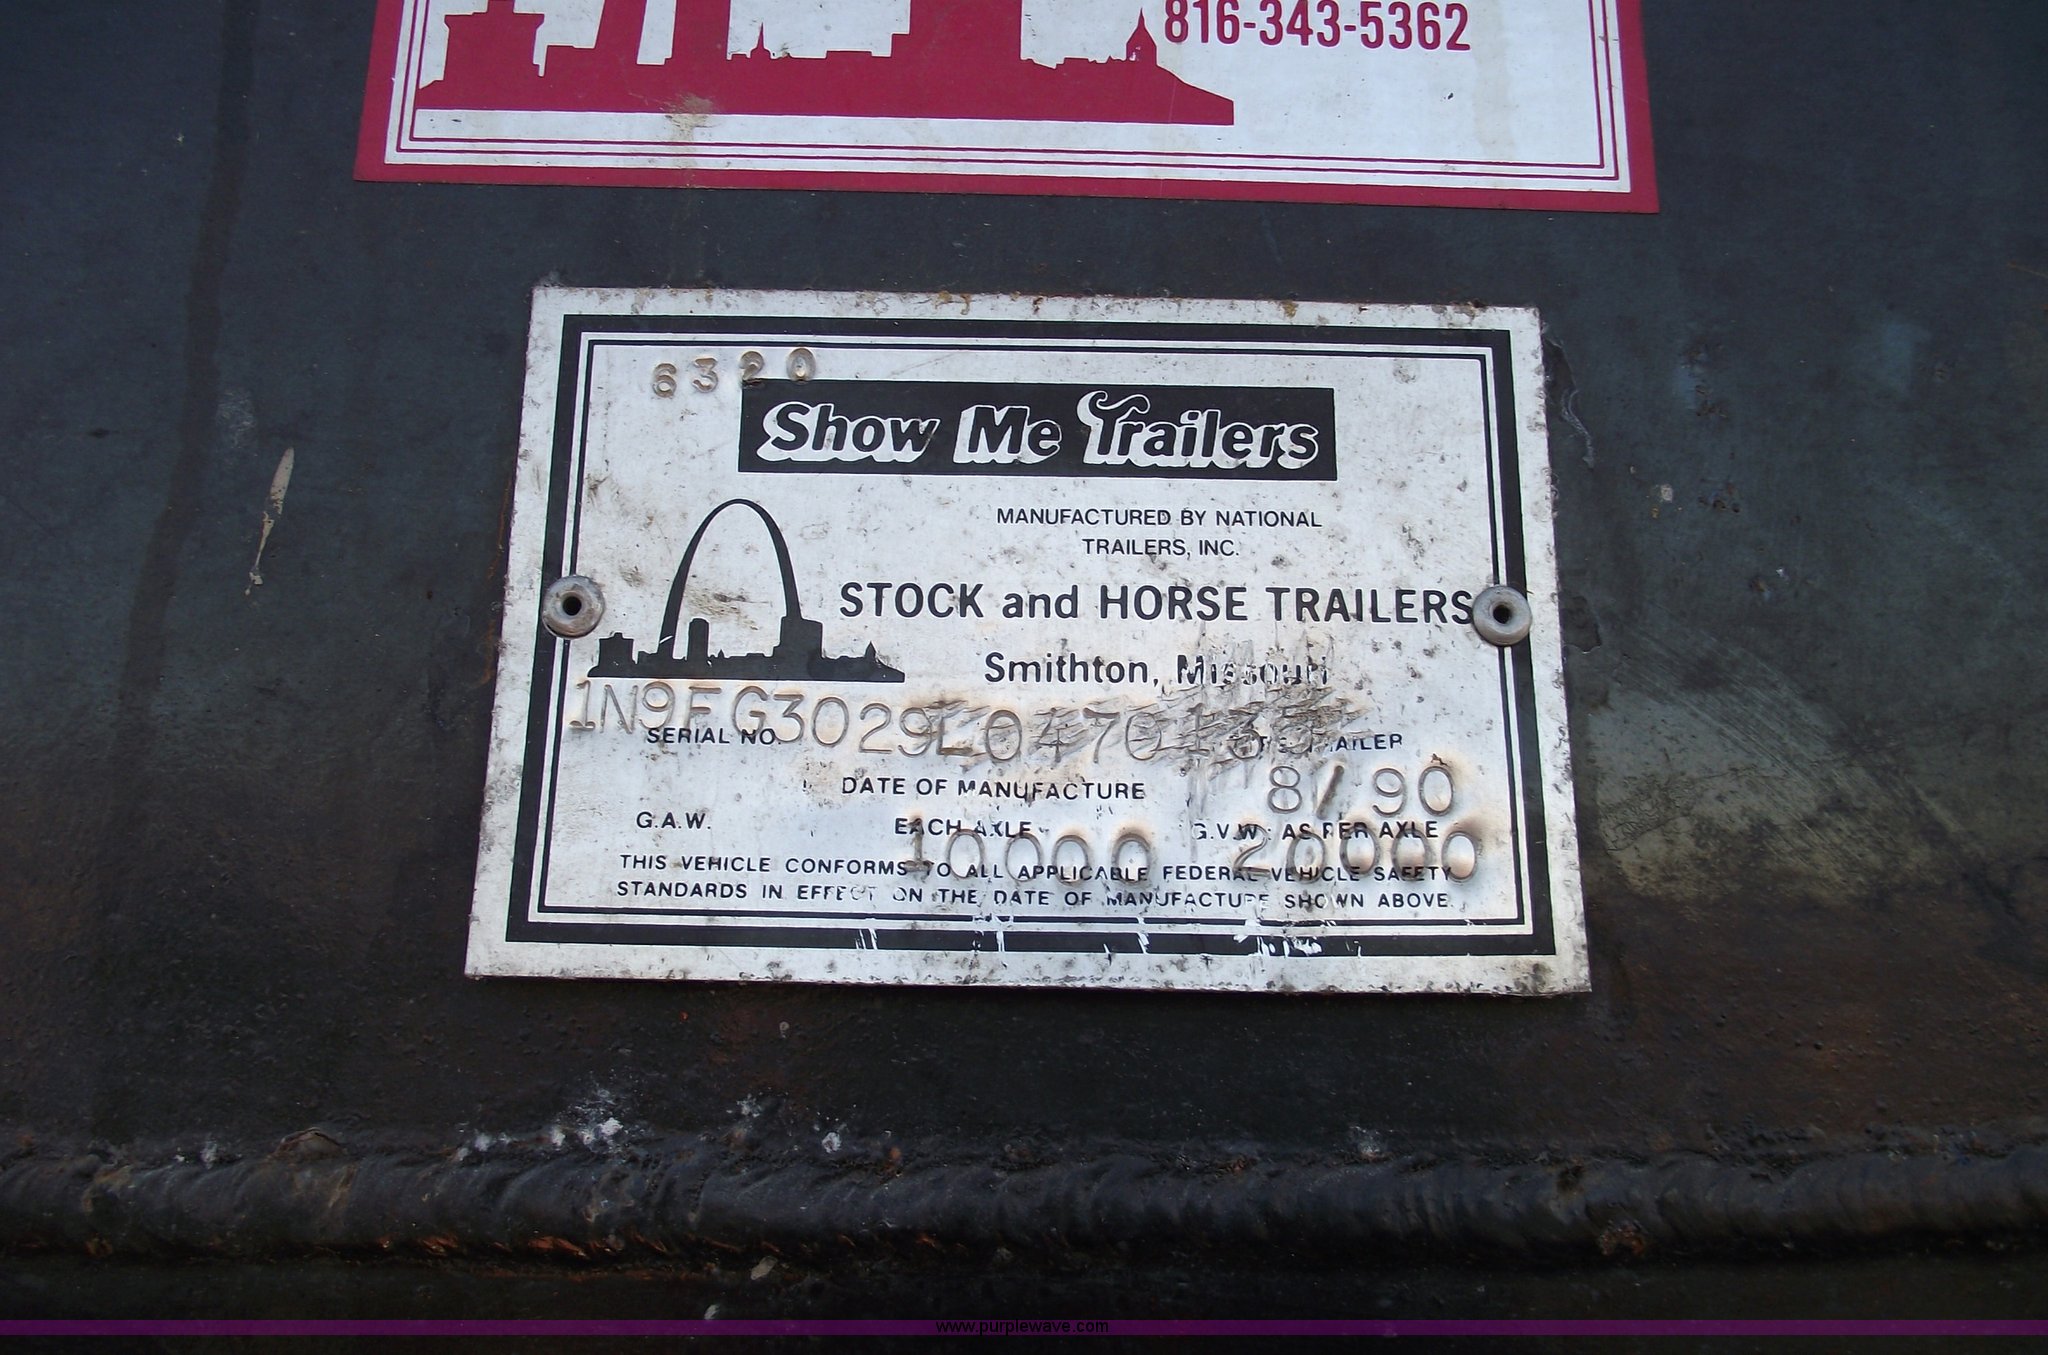 816-343-5362
6320
Show Me Trailers
MANUFACTURED BY NATIONAL
TRAILERS, INC.
STOCK and HORSE TRAILERS
Smithton, Missouri
1N9FG3029L0470135
SERIAL NO. TRAILER
8/90
DATE OF MANUFACTURE
G.A.W. EACH AXLE G.V.W. AS PER AXLE
10000 20000
THIS VEHICLE CONFORMS TO ALL APPLICABLE FEDERAL VEHICLE SAFETY
STANDARDS IN EFFECT ON THE DATE OF MANUFACTURE SHOWN ABOVE.
www.purplewave.com